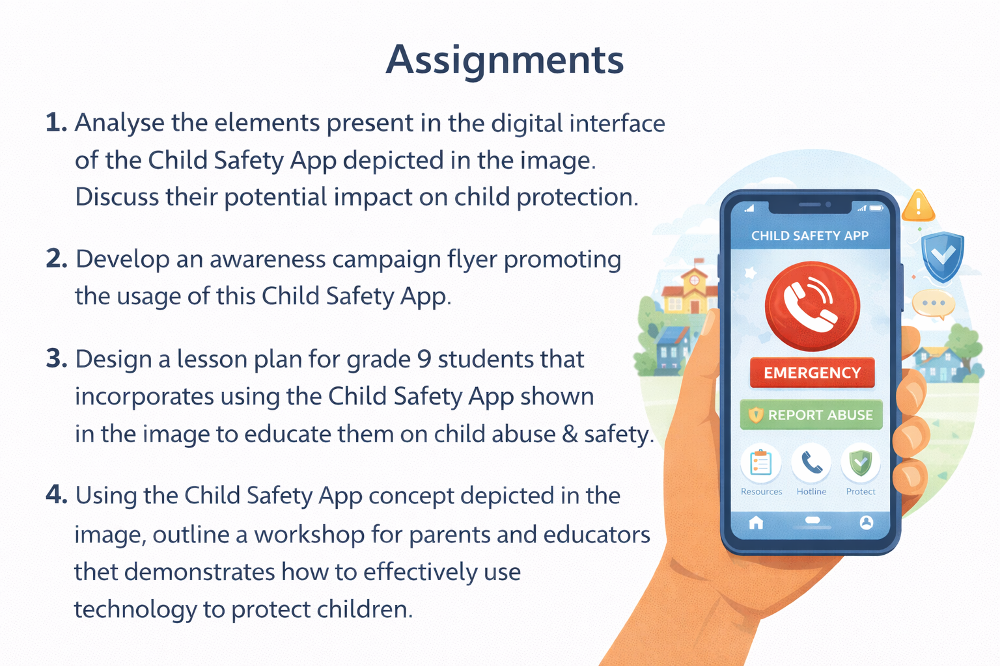 Assignments
1. Analyse the elements present in the digital interface
of the Child Safety App depicted in the image.
Discuss their potential impact on child protection.
2. Develop an awareness campaign flyer promoting
the usage of this Child Safety App.
3. Design a lesson plan for grade 9 students that
incorporates using the Child Safety App shown
in the image to educate them on child abuse & safety.
4. Using the Child Safety App concept depicted in the
image, outline a workshop for parents and educators
thet demonstrates how to effectively use
technology to protect children.
CHILD SAFETY APP
EMERGENCY
REPORT ABUSE
Resources Hotline Protect